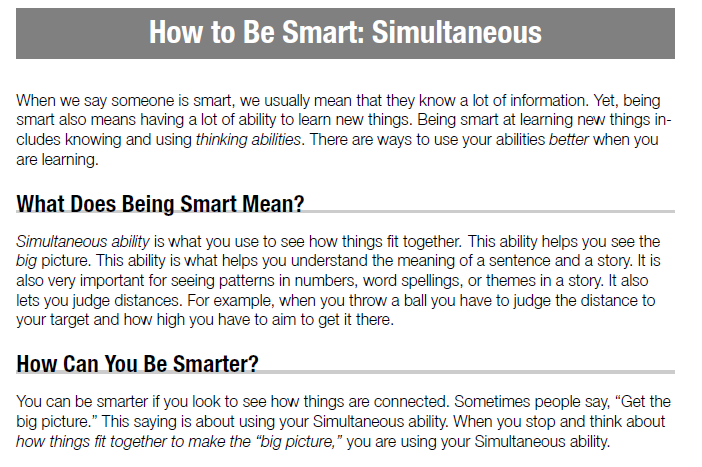 How to Be Smart: Simultaneous
When we say someone is smart, we usually mean that they know a lot of information. Yet, being
smart also means having a lot of ability to learn new things. Being smart at learning new things in-
cludes knowing and using thinking abilities. There are ways to use your abilities better when you
are learning.
What Does Being Smart Mean?
Simultaneous ability is what you use to see how things fit together. This ability helps you see the
big picture. This ability is what helps you understand the meaning of a sentence and a story. It is
also very important for seeing patterns in numbers, word spellings, or themes in a story. It also
lets you judge distances. For example, when you throw a ball you have to judge the distance to
your target and how high you have to aim to get it there.
How Can You Be Smarter?
You can be smarter if you look to see how things are connected. Sometimes people say, “Get the
big picture.” This saying is about using your Simultaneous ability. When you stop and think about
how things fit together to make the “big picture,” you are using your Simultaneous ability.